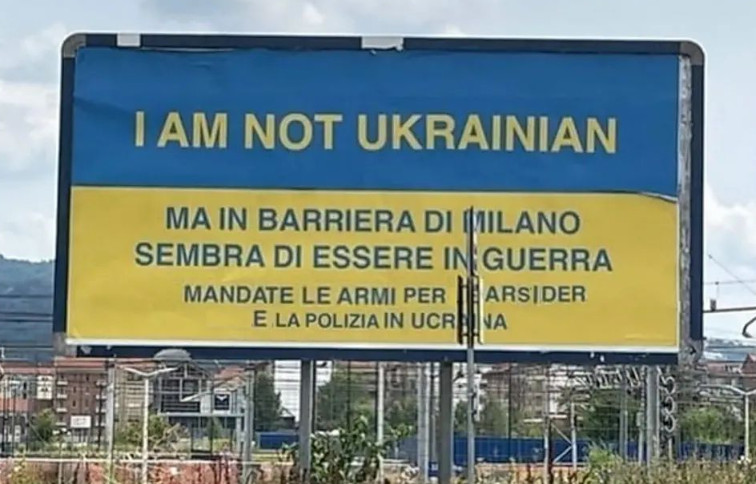 I AM NOT UKRAINIAN
MA IN BARRIERA DI MILANO
SEMBRA DI ESSERE IN GUERRA
MANDATE LE ARMI PER
E LA POLIZIA IN UCRAINA